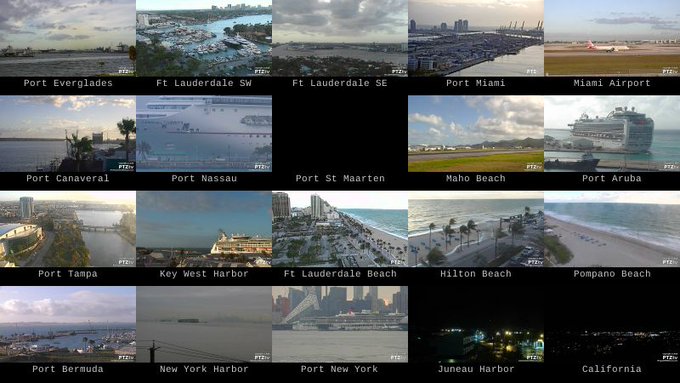 Port Everglades
Ft Lauderdale SW
Ft Lauderdale SE
Port Miami
Miami Airport
Port Canaveral
Port Nassau
Port St Maarten
Maho Beach
Port Aruba
Port Tampa
Key West Harbor
Ft Lauderdale Beach
Hilton Beach
Pompano Beach
Port Bermuda
New York Harbor
Port New York
Juneau Harbor
California